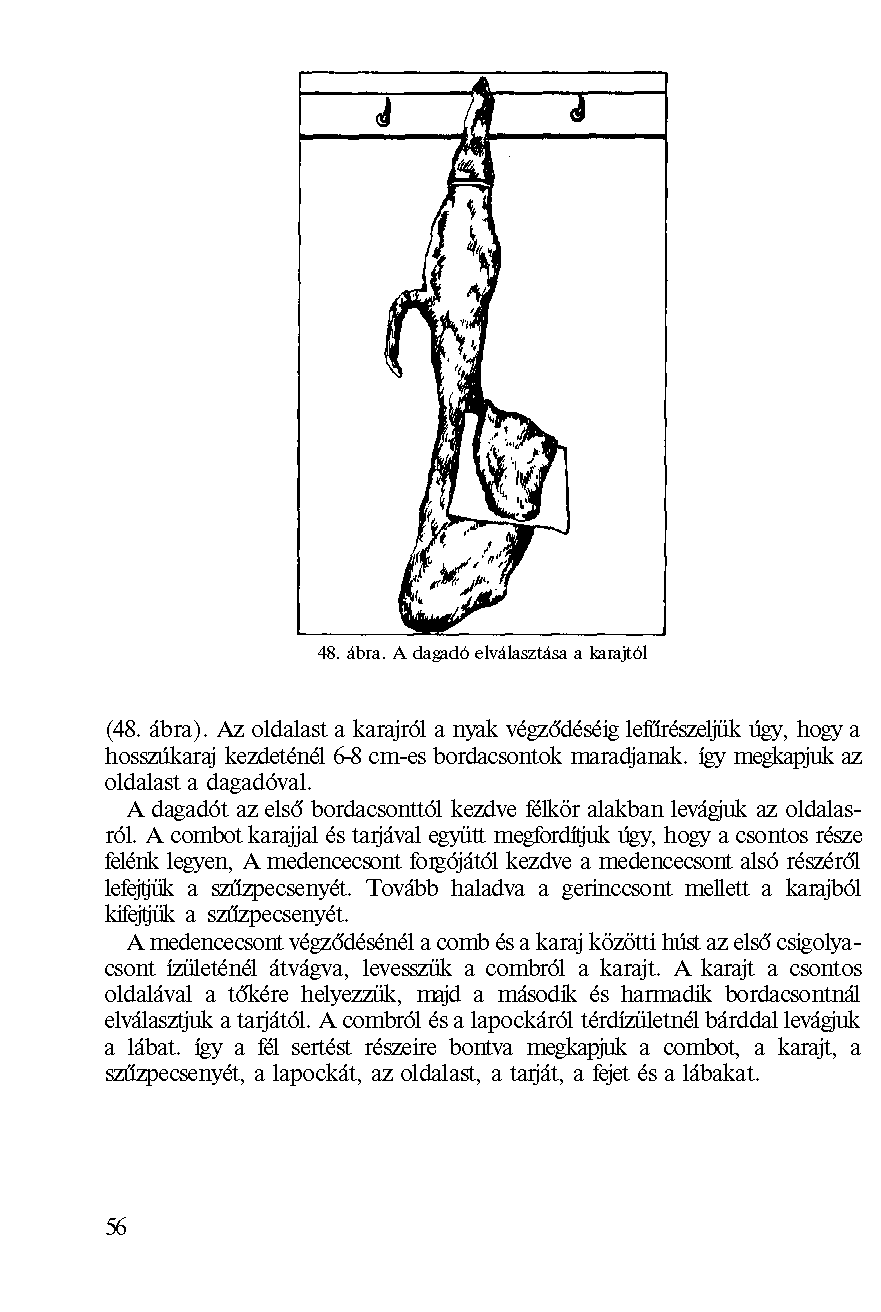 48. ábra. A dagadó elválasztása a karajtól
(48. ábra). Az oldalast a karajról a nyak végződéséig lefűrészeljük úgy, hogy a
hosszúkaraj kezdeténél 6-8 cm-es bordacsontok maradjanak. így megkapjuk az
oldalast a dagadóval.
A dagadót az első bordacsonttól kezdve félkör alakban levágjuk az oldalas-
ról. A combot karajjal és tarjával együtt megfordítjuk úgy, hogy a csontos része
felénk legyen, A medencecsont forgójától kezdve a medencecsont alsó részéről
lefejtjük a szűzpecsenyét. Tovább haladva a gerinccsont mellett a karajból
kifejtjük a szűzpecsenyét.
A medencecsont végződésénél a comb és a karaj közötti húst az első csigolya-
csont ízületénél átvágva, levesszük a combról a karajt. A karajt a csontos
oldalával a tőkére helyezzük, majd a második és harmadik bordacsontnál
elválasztjuk a tarjától. A combról és a lapockáról térdízületnél bárddal levágjuk
a lábat. így a fél sertést részeire bontva megkapjuk a combot, a karajt, a
szűzpecsenyét, a lapockát, az oldalast, a tarját, a fejet és a lábakat.
56